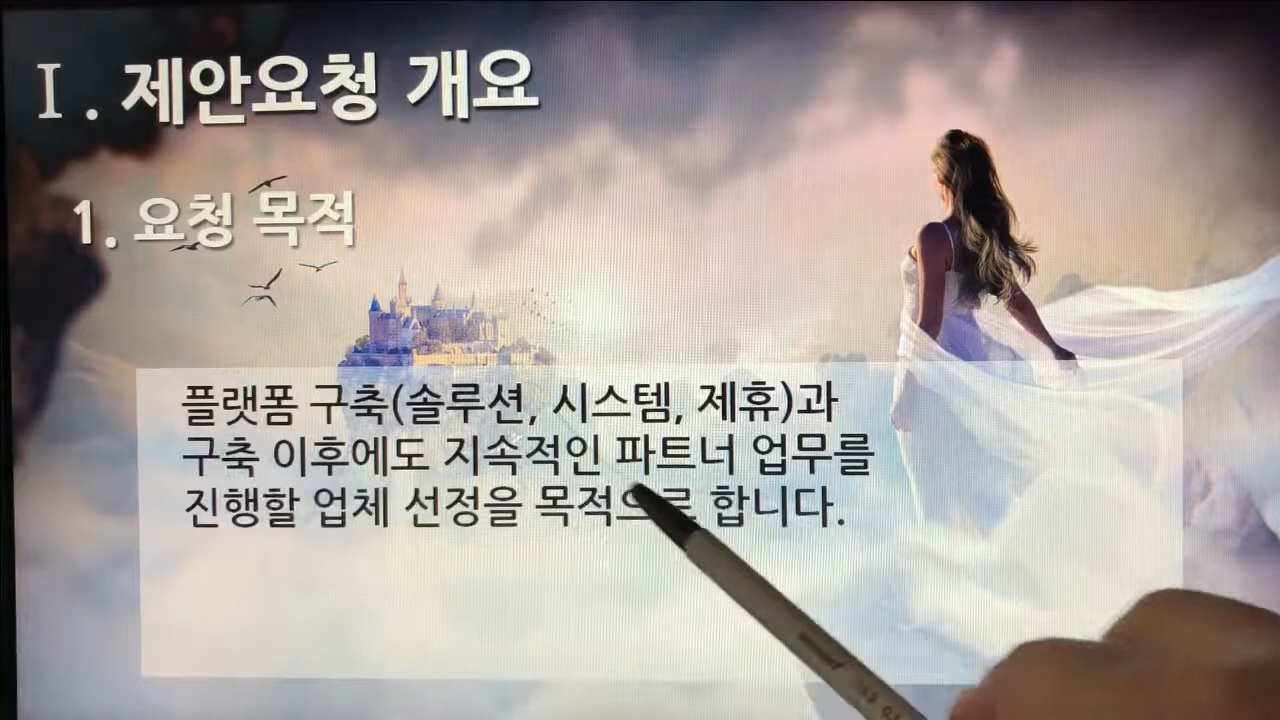 Ⅰ. 제안요청 개요
1. 요청 목적
플랫폼 구축(솔루션, 시스템, 제휴)과
구축 이후에도 지속적인 파트너 업무를
진행할 업체 선정을 목적으로 합니다.